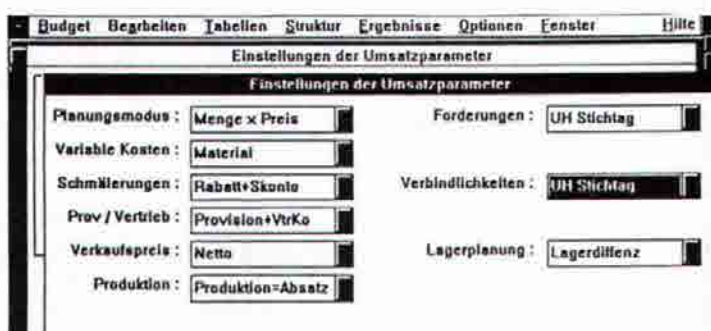 Budget Bearbeiten Tabellen Struktur Ergebnisse Optionen Fenster Hilfe
Einstellungen der Umsatzparameter
Einstellungen der Umsatzparameter
Planungsmodus : Menge x Preis Forderungen : UH Stichtag
Variable Kosten : Material
Schmälerungen : Rabatt+Skonto Verbindlichkeiten : UH Stichtag
Prov / Vertrieb : Provision+VtrKo
Verkaufspreis : Netto Lagerplanung : Lagerdiffenz
Produktion : Produktion=Absatz